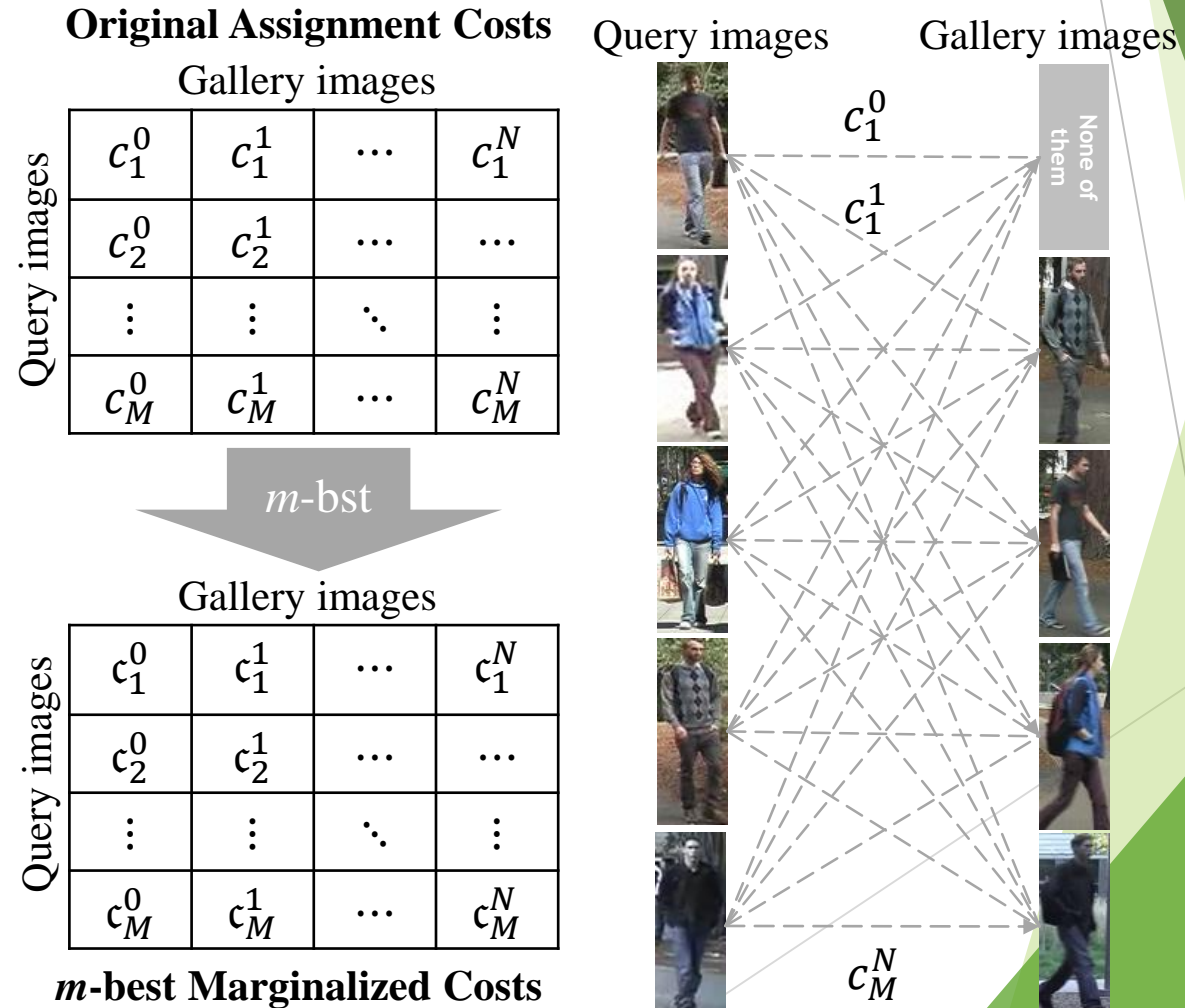 Original Assignment Costs
Gallery images
Query images
c_1^0 c_1^1 ⋯ c_1^N
c_2^0 c_2^1 ⋯ ⋯
⋮ ⋮ ⋱ ⋮
c_M^0 c_M^1 ⋯ c_M^N
m-bst
Gallery images
Query images
𝔠_1^0 𝔠_1^1 ⋯ 𝔠_1^N
𝔠_2^0 𝔠_2^1 ⋯ ⋯
⋮ ⋮ ⋱ ⋮
𝔠_M^0 𝔠_M^1 ⋯ 𝔠_M^N
m-best Marginalized Costs
Query images
Gallery images
c_1^0
c_1^1
None of
them
c_M^N